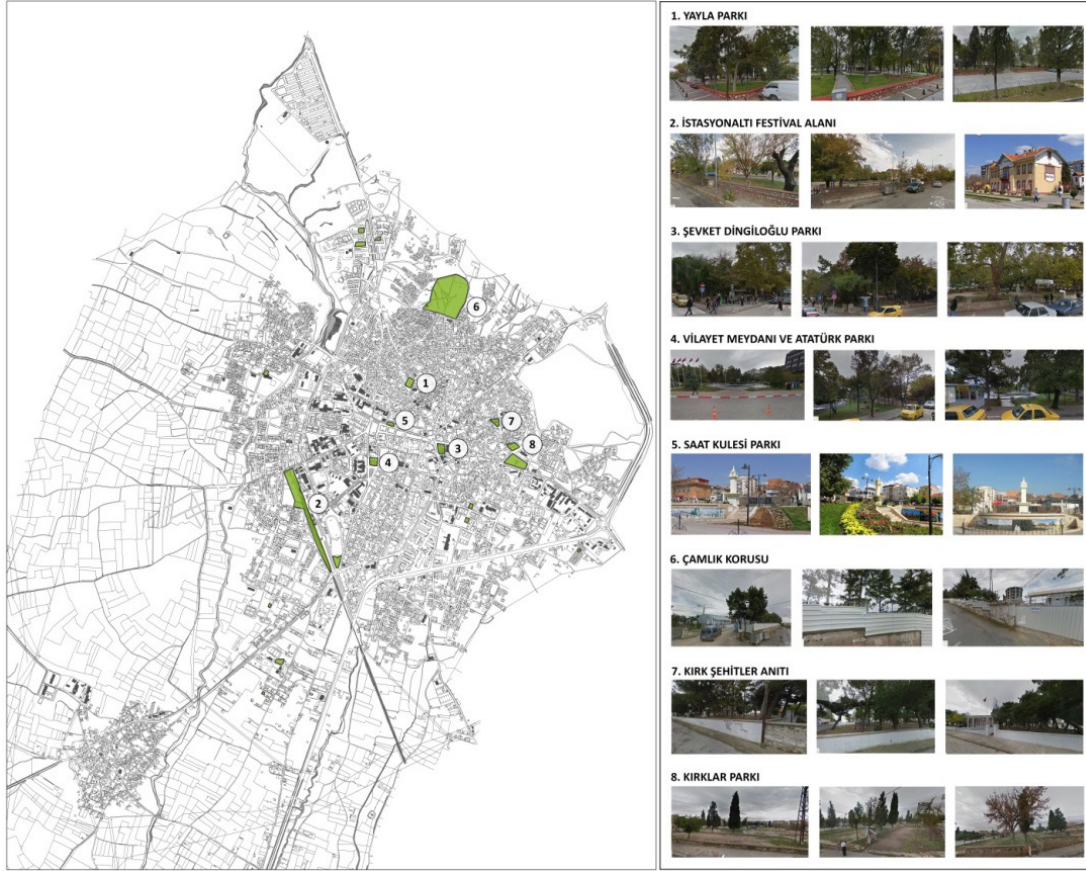 1. YAYLA PARKI
2. İSTASYONALTI FESTİVAL ALANI
3. ŞEVKET DİNGİLOĞLU PARKI
4. VİLAYET MEYDANI VE ATATÜRK PARKI
5. SAAT KULESİ PARKI
6. ÇAMLIK KORUSU
7. KIRK ŞEHİTLER ANITI
8. KIRKLAR PARKI
6
1
5
7
3
8
4
2